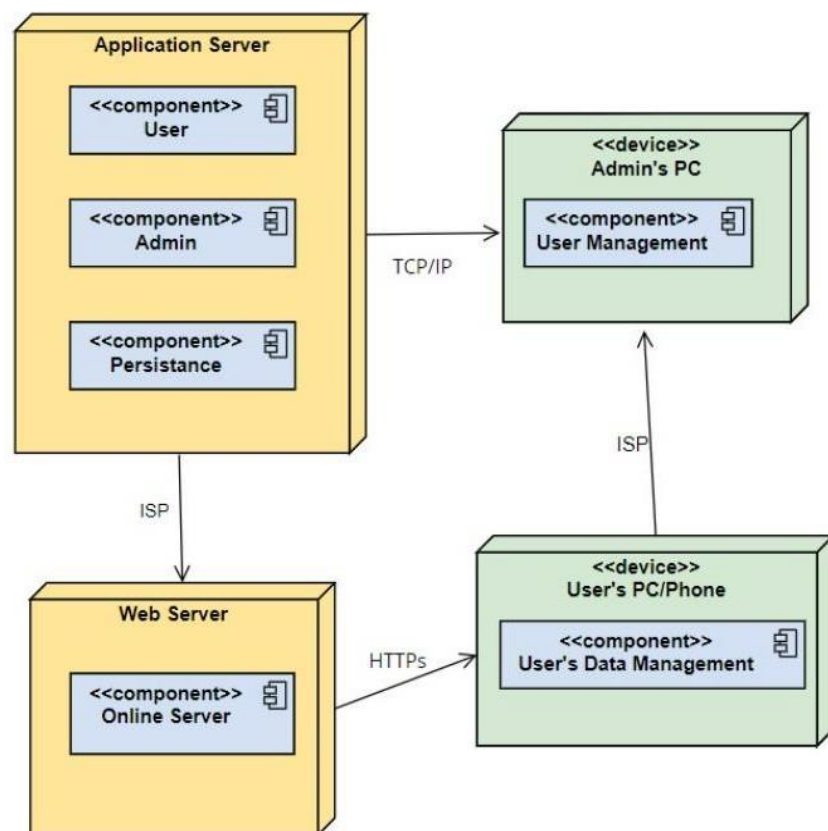 Application Server
<<component>>
User
<<component>>
Admin
<<component>>
Persistance
TCP/IP
<<device>>
Admin's PC
<<component>>
User Management
ISP
ISP
Web Server
<<component>>
Online Server
HTTPs
<<device>>
User's PC/Phone
<<component>>
User's Data Management